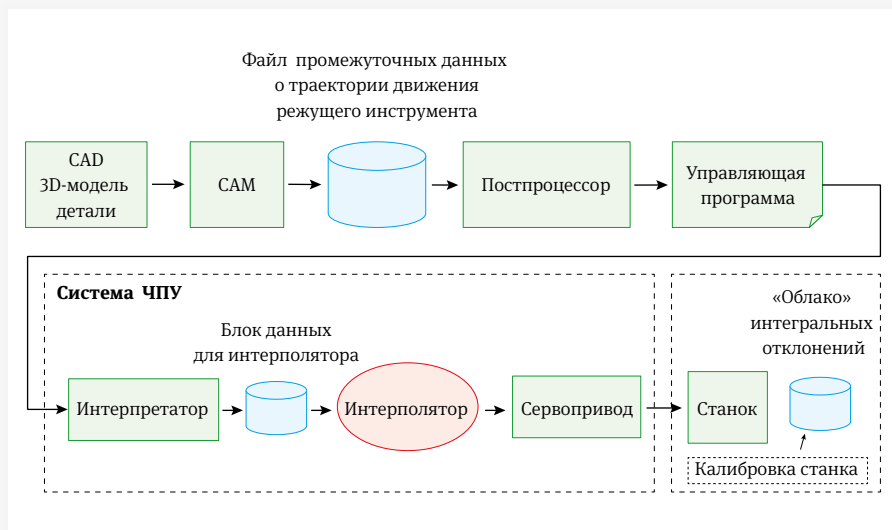 Файл промежуточных данных
о траектории движения
режущего инструмента
CAD
3D-модель
детали
CAM
Постпроцессор
Управляющая
программа
Система ЧПУ
Блок данных
для интерполятора
«Облако»
интегральных
отклонений
Интерпретатор
Интерполятор
Сервопривод
Станок
Калибровка станка